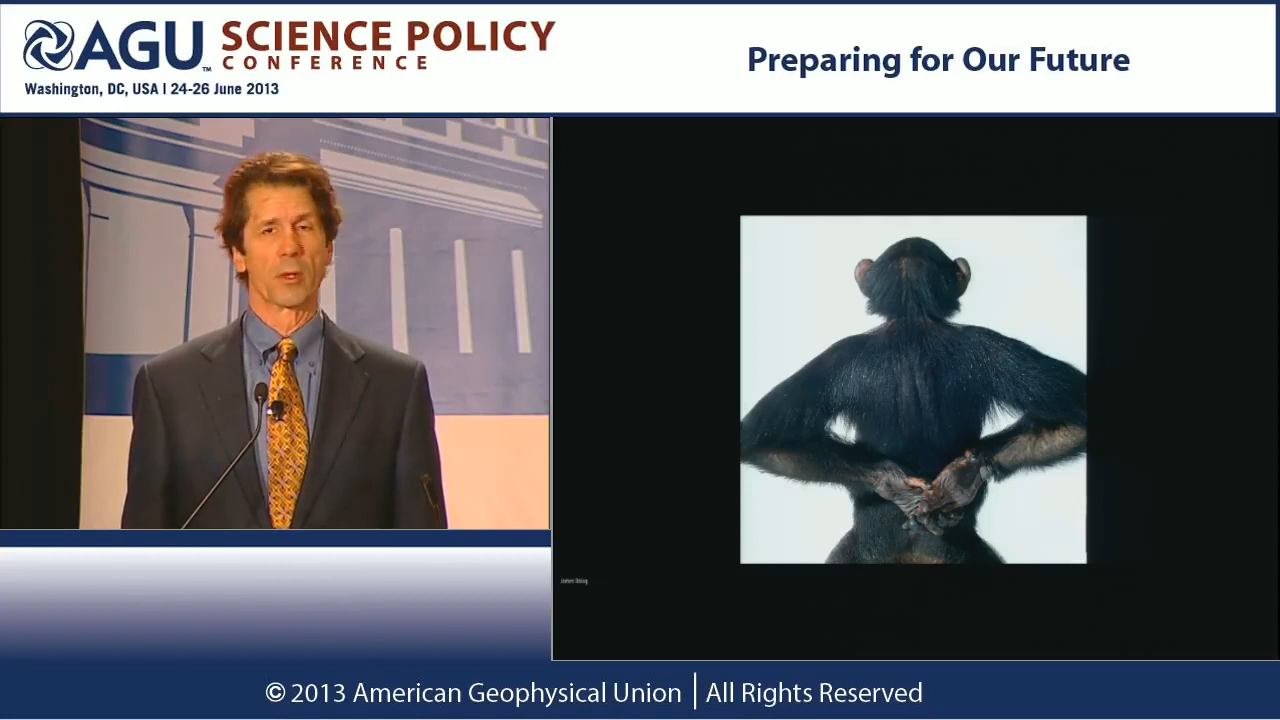 AGU SCIENCE POLICY
TM
CONFERENCE
Washington, DC, USA | 24-26 June 2013
Preparing for Our Future
© 2013 American Geophysical Union | All Rights Reserved